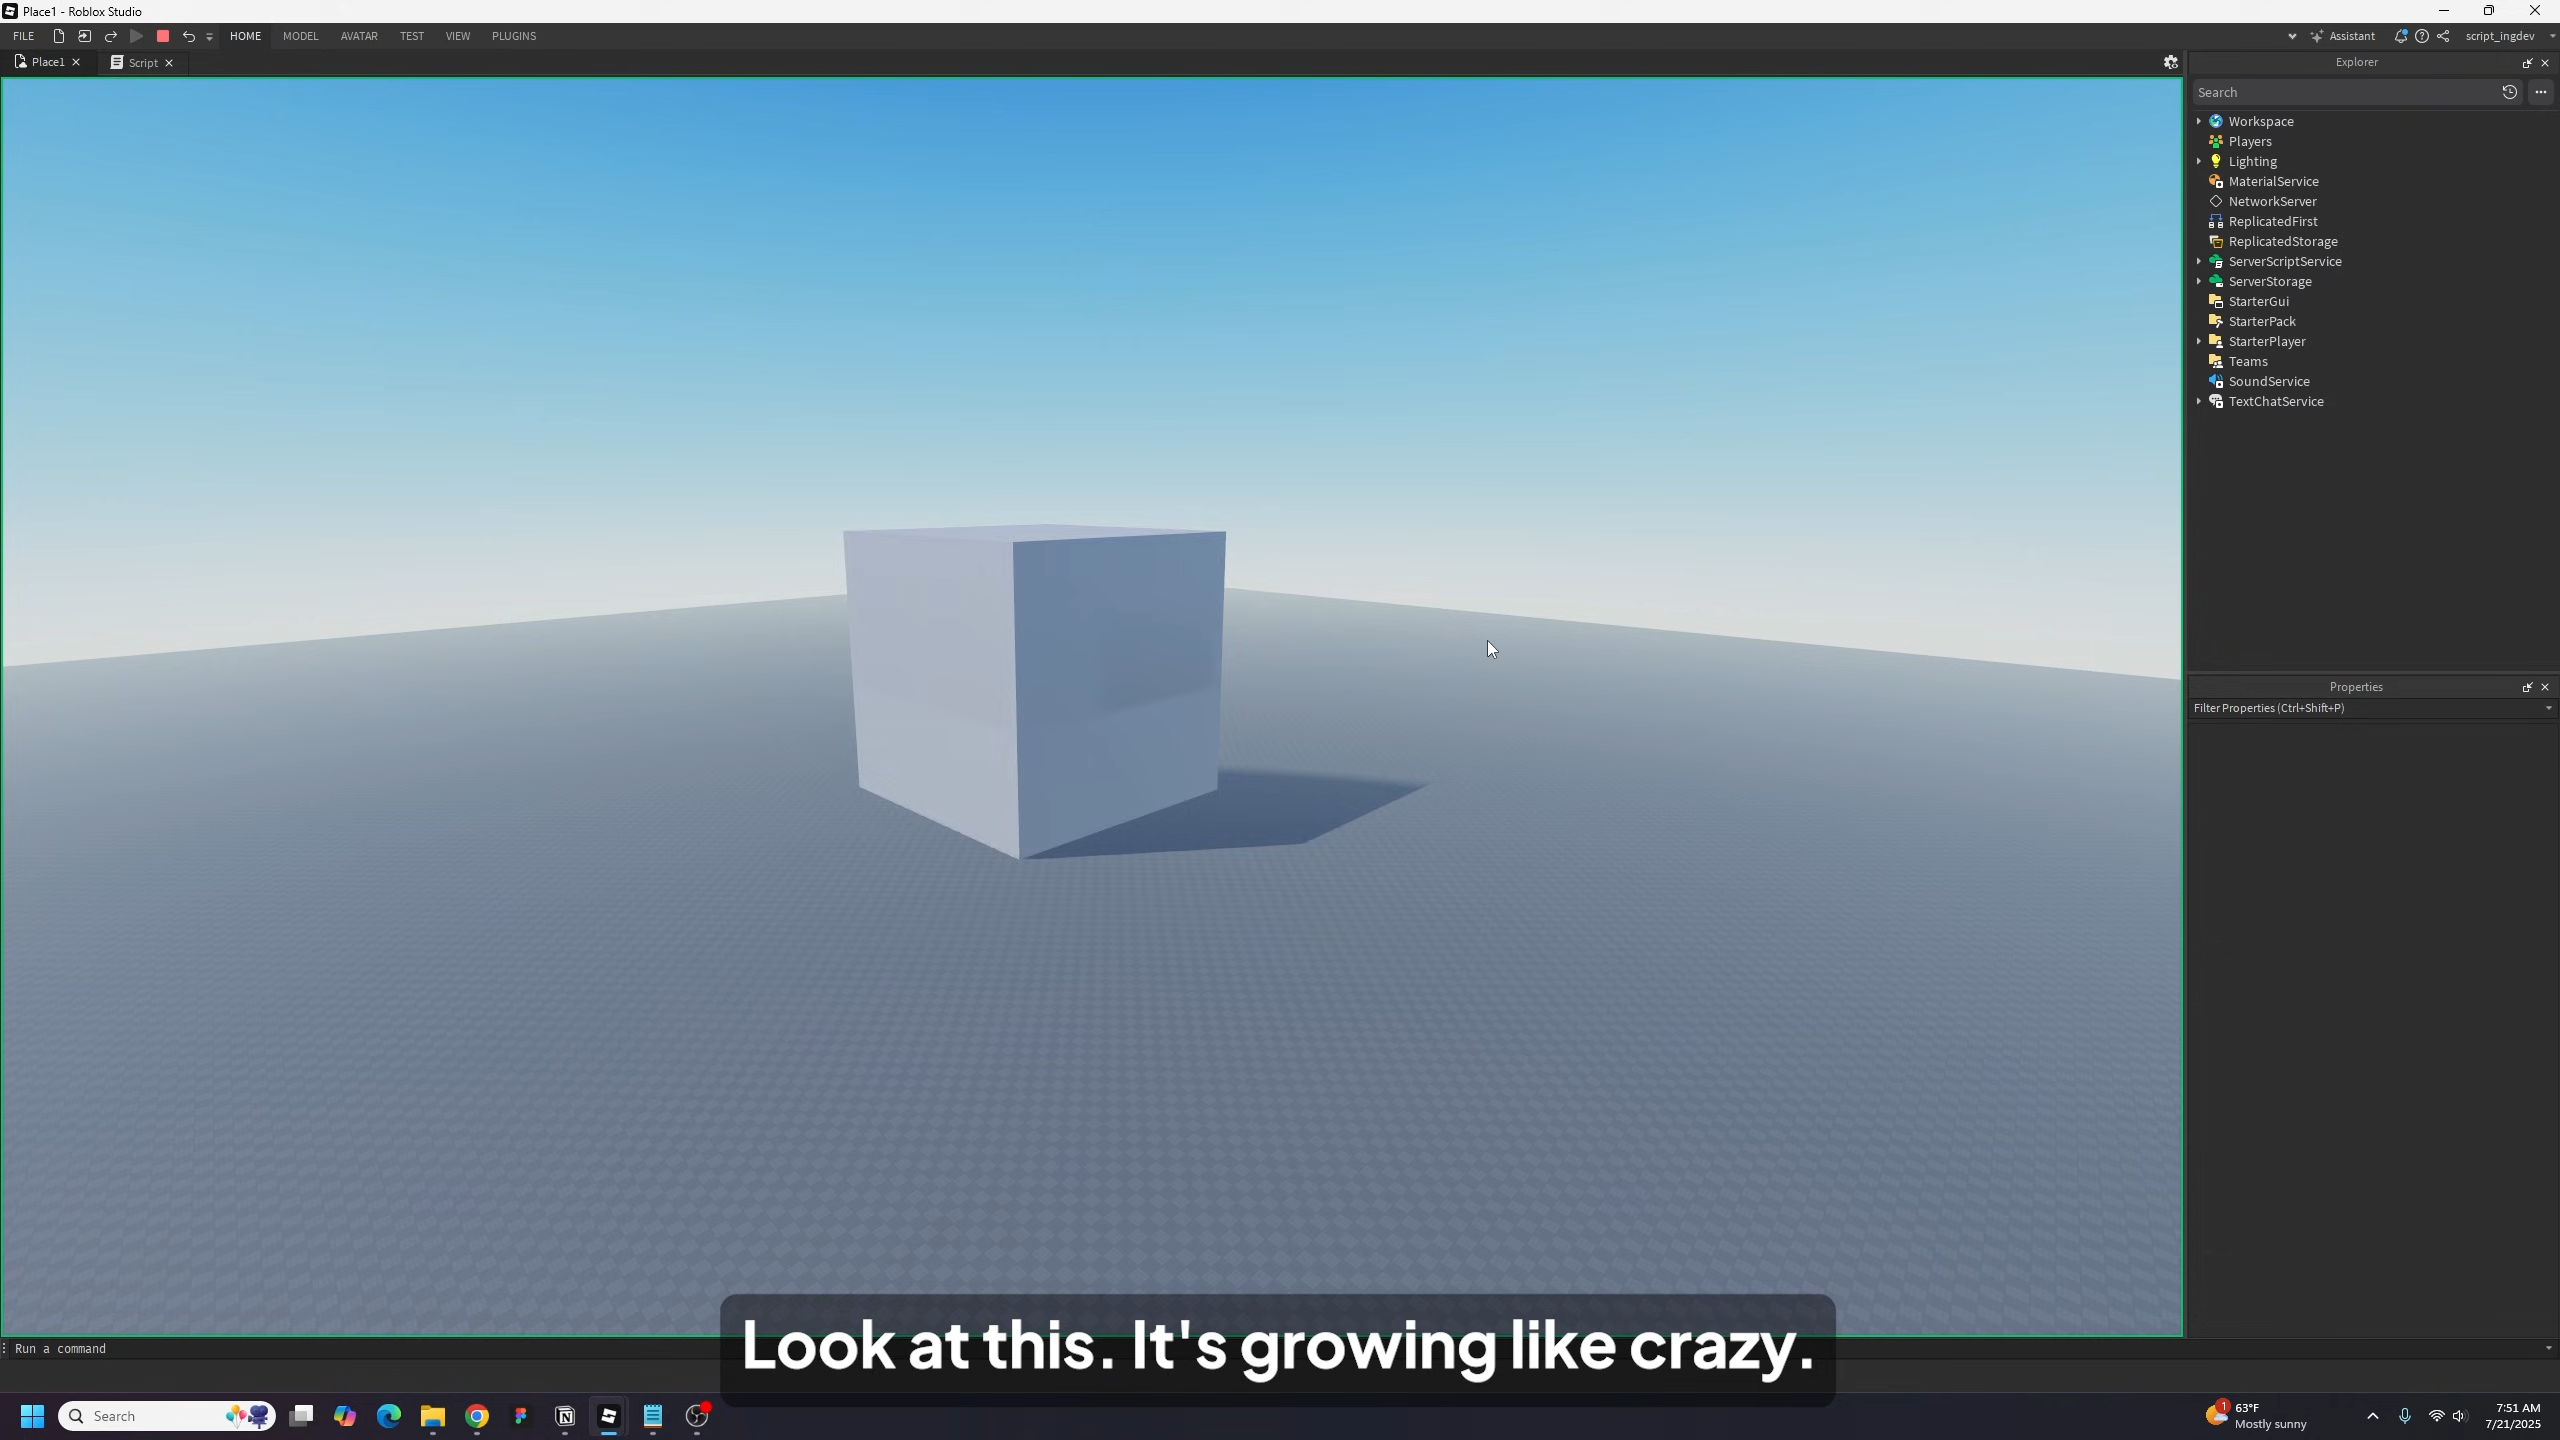 Place1 - Roblox Studio
FILE HOME MODEL AVATAR TEST VIEW PLUGINS Assistant script_ingdev
Place1 Script
Explorer
Search
Workspace
Players
Lighting
MaterialService
NetworkServer
ReplicatedFirst
ReplicatedStorage
ServerScriptService
ServerStorage
StarterGui
StarterPack
StarterPlayer
Teams
SoundService
TextChatService
Properties
Filter Properties (Ctrl+Shift+P)
Look at this. It's growing like crazy.
Run a command
Search
1
63°F
Mostly sunny
7:51 AM
7/21/2025